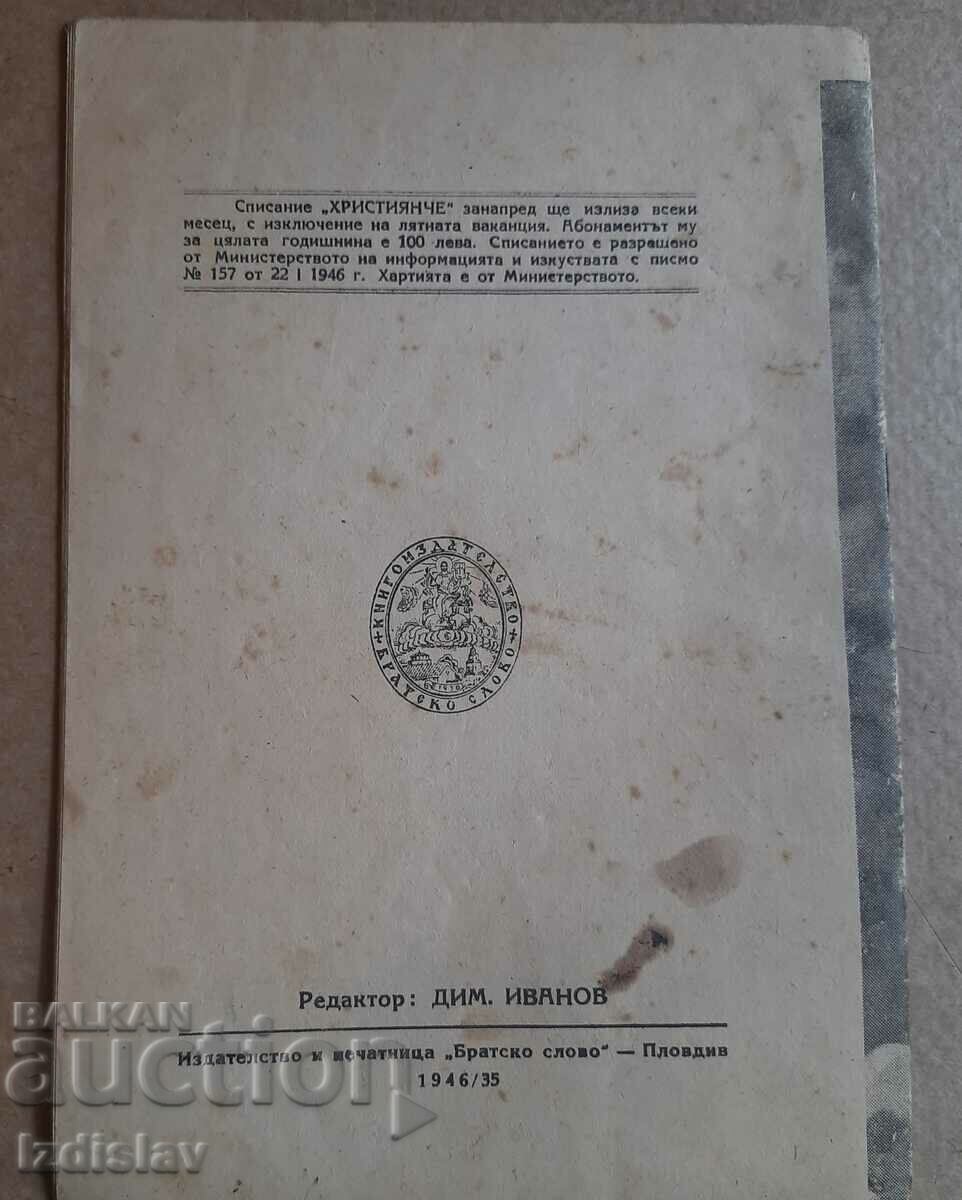 Списание „ХРИСТИЯНЧЕ" занапред ще излиза всеки
месец, с изключение на лятната ваканция. Абонаментът му
за цялата годишнина е 100 лева. Списанието е разрешено
от Министерството на информацията и изкуствата с писмо
№ 157 от 22 I 1946 г. Хартията е от Министерството.
КНИГОИЗДАТЕЛСТВО
БРАТСКО СЛОВО
Редактор: ДИМ. ИВАНОВ
Издателство и печатница „Братско слово" — Пловдив
1946/35
BALKAN
auction
Izdislav